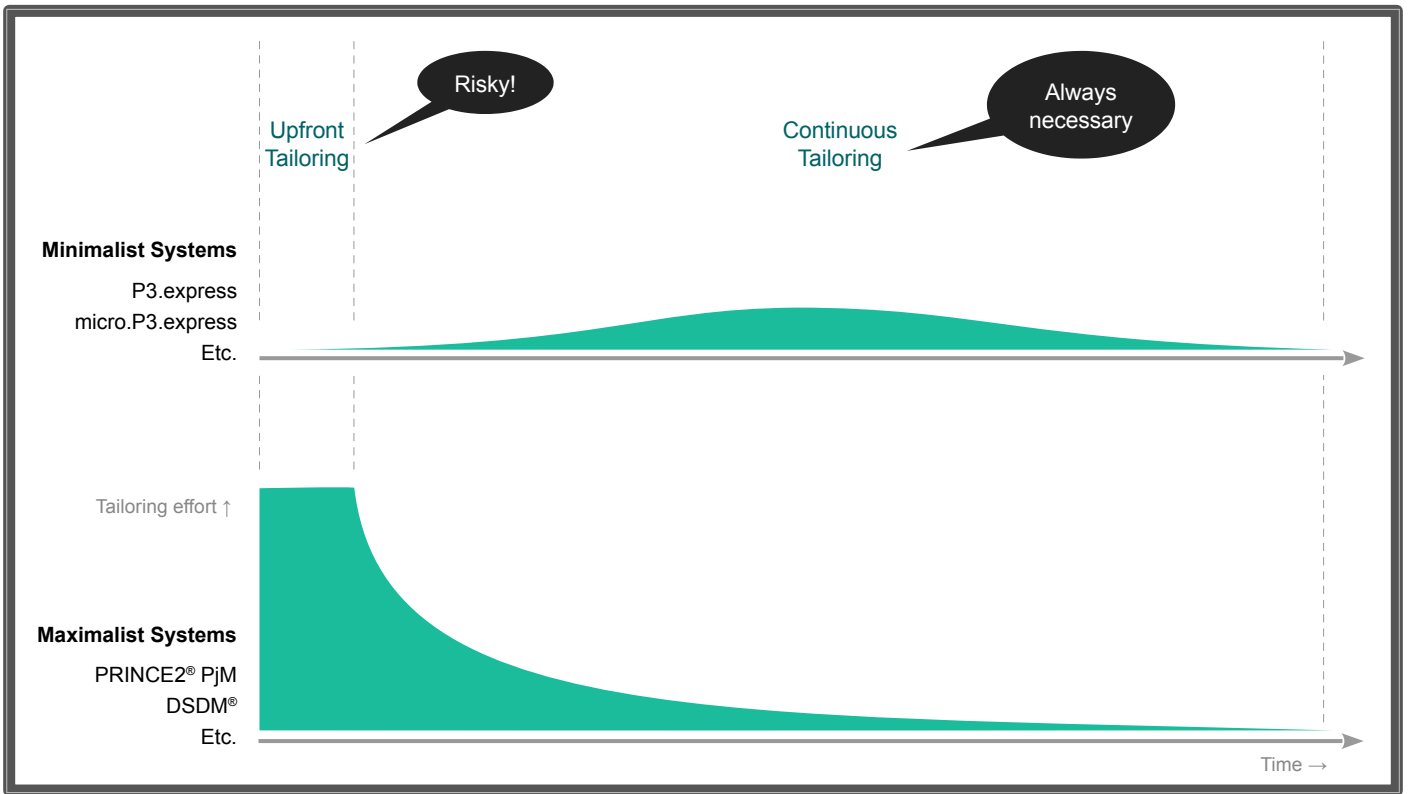 Risky!
Always
necessary
Upfront
Tailoring
Continuous
Tailoring
Minimalist Systems
P3.express
micro.P3.express
Etc.
Tailoring effort ↑
Maximalist Systems
PRINCE2® PjM
DSDM®
Etc.
Time →